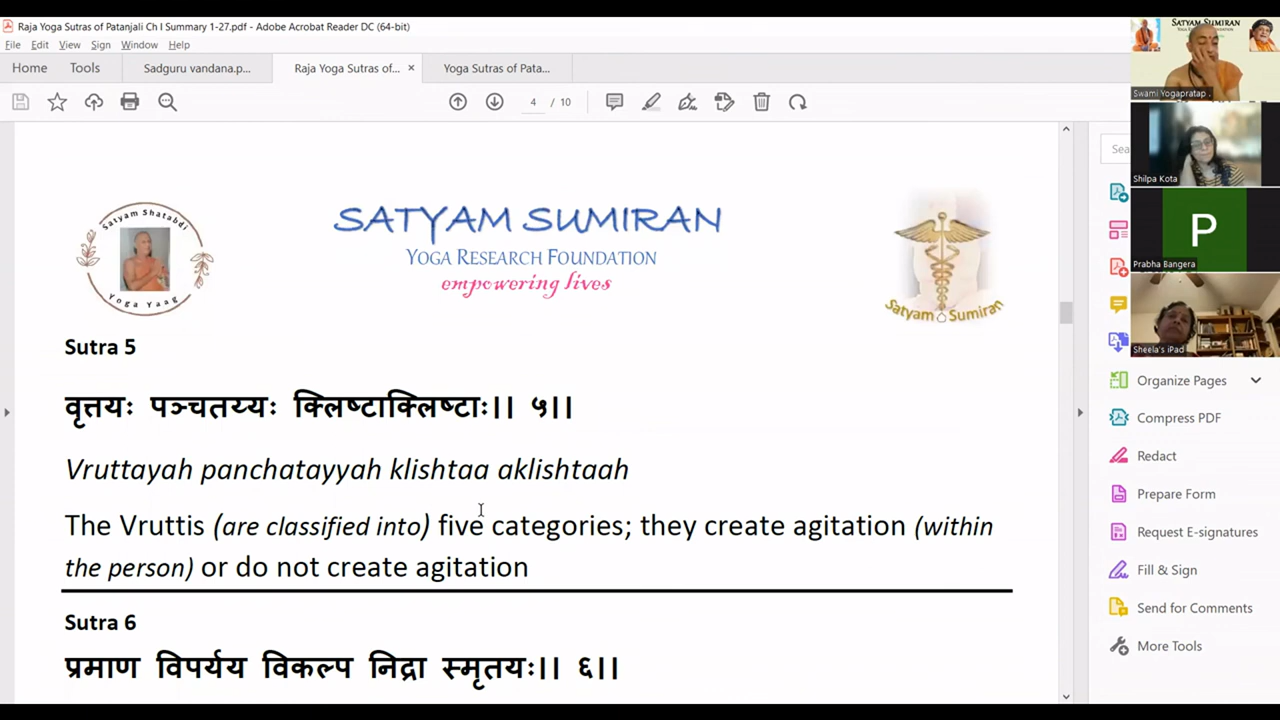 Raja Yoga Sutras of Patanjali Ch I Summary 1-27.pdf - Adobe Acrobat Reader DC (64-bit)
File Edit View Sign Window Help
Home Tools Sadguru vandana.p... Raja Yoga Sutras of... × Yoga Sutras of Pata...
4 / 10
SATYAM SUMIRAN
Swami Yogapratap .
Shilpa Kota
P
Prabha Bangera
Sheela's iPad
Sea
Satyam Shatabdi
Yoga Yaag
SATYAM SUMIRAN
YOGA RESEARCH FOUNDATION
empowering lives
Satyam Sumiran
Sutra 5
वृत्तयः पञ्चतय्यः क्लिष्टाक्लिष्टाः।। ५।।
Vruttayah panchatayyah klishtaa aklishtaah
The Vruttis (are classified into) five categories; they create agitation (within
the person) or do not create agitation
Sutra 6
प्रमाण विपर्यय विकल्प निद्रा स्मृतयः।। ६।।
Organize Pages
Compress PDF
Redact
Prepare Form
Request E-signatures
Fill & Sign
Send for Comments
More Tools